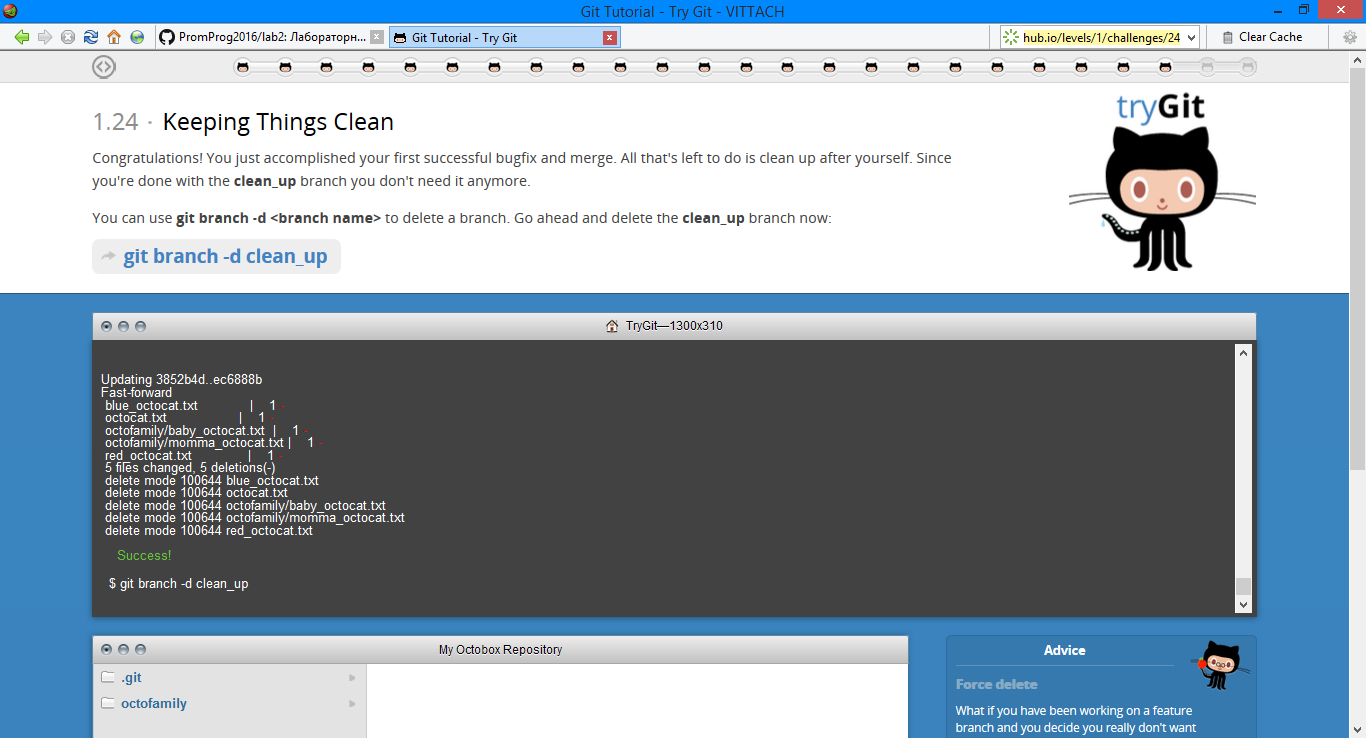 Git Tutorial - Try Git - VITTACH
PromProg2016/lab2: Лабораторн...
Git Tutorial - Try Git
hub.io/levels/1/challenges/24
Clear Cache
1.24 · Keeping Things Clean
tryGit
Congratulations! You just accomplished your first successful bugfix and merge. All that's left to do is clean up after yourself. Since
you're done with the clean_up branch you don't need it anymore.
You can use git branch -d <branch name> to delete a branch. Go ahead and delete the clean_up branch now:
git branch -d clean_up
TryGit—1300x310
Updating 3852b4d..ec6888b
Fast-forward
blue_octocat.txt | 1 -
octocat.txt | 1 -
octofamily/baby_octocat.txt | 1
octofamily/momma_octocat.txt | 1 -
red_octocat.txt | 1 -
5 files changed, 5 deletions(-)
delete mode 100644 blue_octocat.txt
delete mode 100644 octocat.txt
delete mode 100644 octofamily/baby_octocat.txt
delete mode 100644 octofamily/momma_octocat.txt
delete mode 100644 red_octocat.txt
Success!
$ git branch -d clean_up
My Octobox Repository
.git
octofamily
Advice
Force delete
What if you have been working on a feature
branch and you decide you really don't want